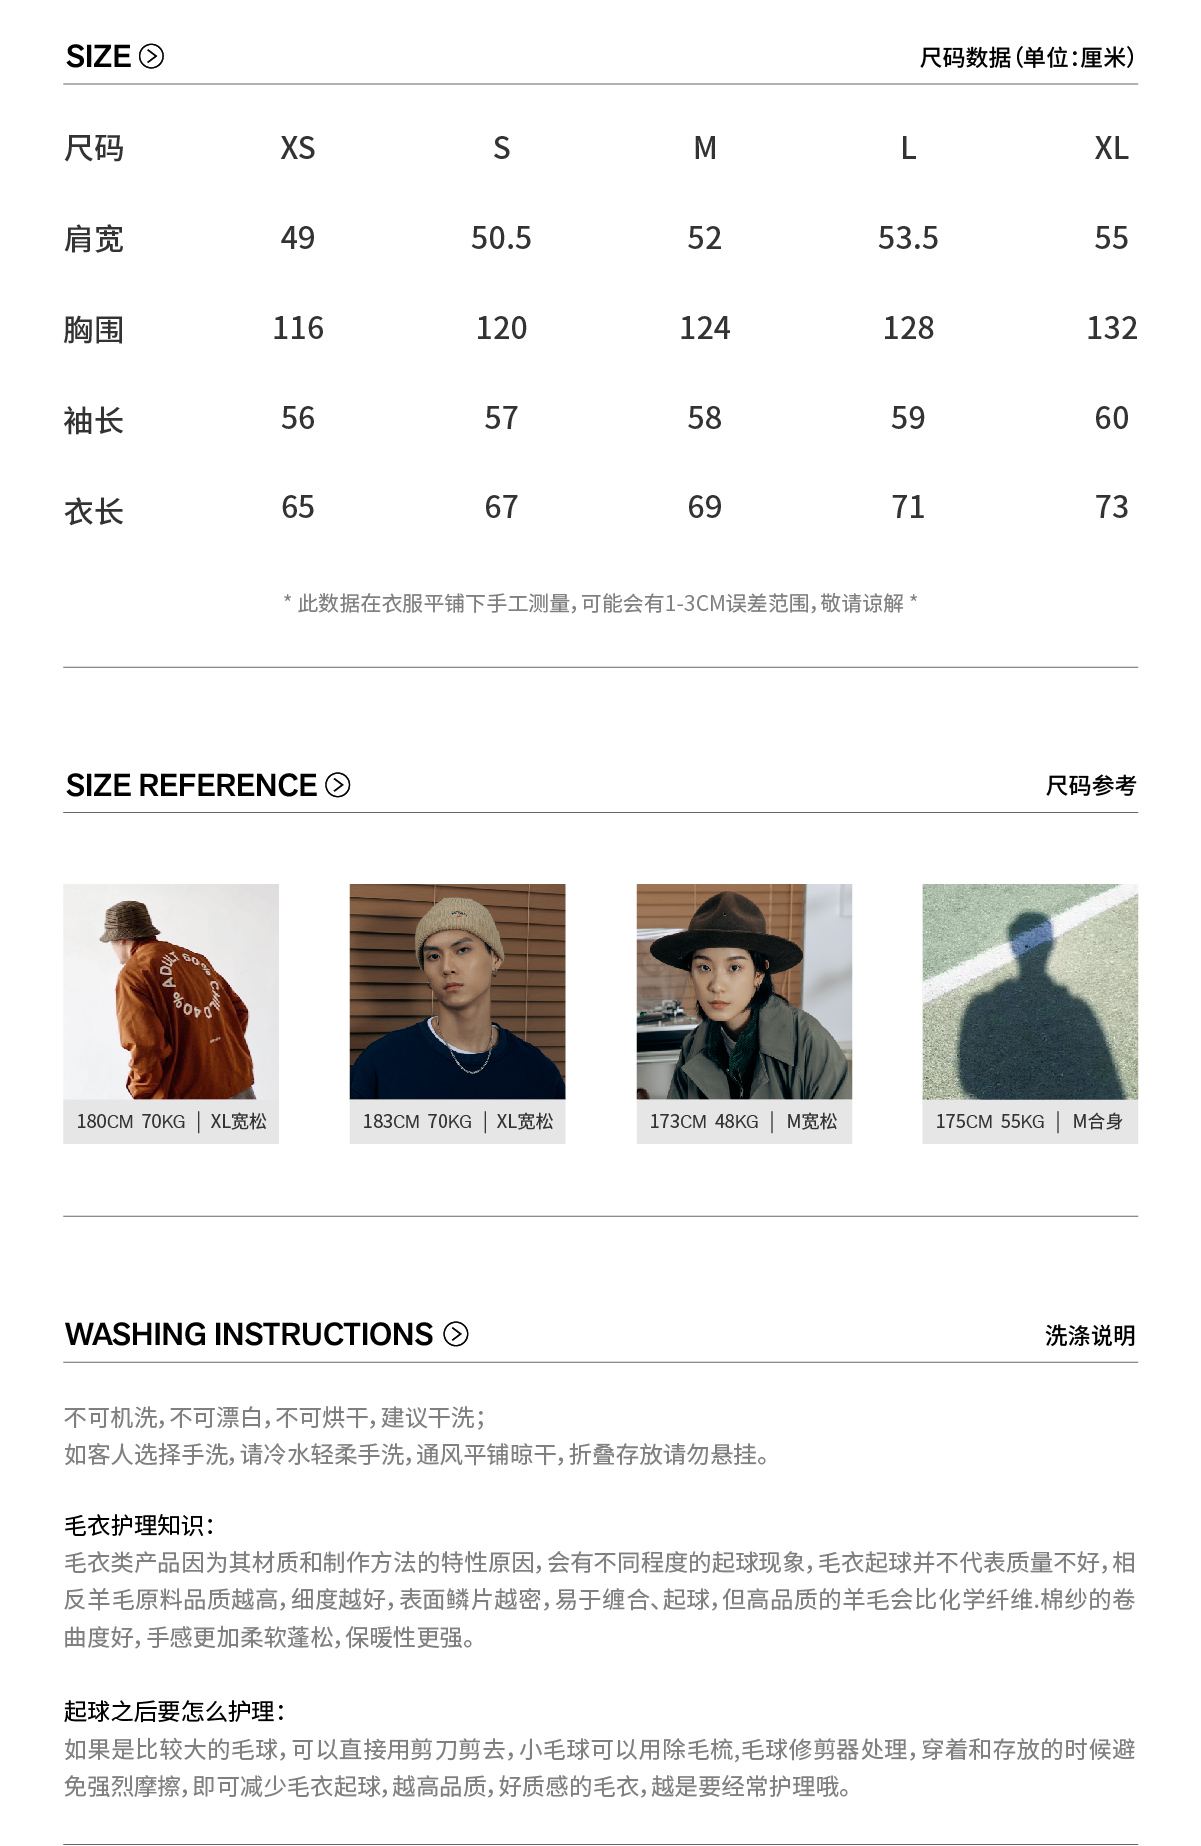 SIZE
尺码数据（单位：厘米）
尺码 XS S M L XL
肩宽 49 50.5 52 53.5 55
胸围 116 120 124 128 132
袖长 56 57 58 59 60
衣长 65 67 69 71 73
* 此数据在衣服平铺下手工测量，可能会有1-3CM误差范围，敬请谅解 *
SIZE REFERENCE
尺码参考
ADULT 60% CHILD 40%
180CM 70KG | XL宽松
183CM 70KG | XL宽松
173CM 48KG | M宽松
175CM 55KG | M合身
WASHING INSTRUCTIONS
洗涤说明
不可机洗，不可漂白，不可烘干，建议干洗；
如客人选择手洗，请冷水轻柔手洗，通风平铺晾干，折叠存放请勿悬挂。
毛衣护理知识：
毛衣类产品因为其材质和制作方法的特性原因，会有不同程度的起球现象，毛衣起球并不代表质量不好，相
反羊毛原料品质越高，细度越好，表面鳞片越密，易于缠合、起球，但高品质的羊毛会比化学纤维.棉纱的卷
曲度好，手感更加柔软蓬松，保暖性更强。
起球之后要怎么护理：
如果是比较大的毛球，可以直接用剪刀剪去，小毛球可以用除毛梳,毛球修剪器处理，穿着和存放的时候避
免强烈摩擦，即可减少毛衣起球，越高品质，好质感的毛衣，越是要经常护理哦。